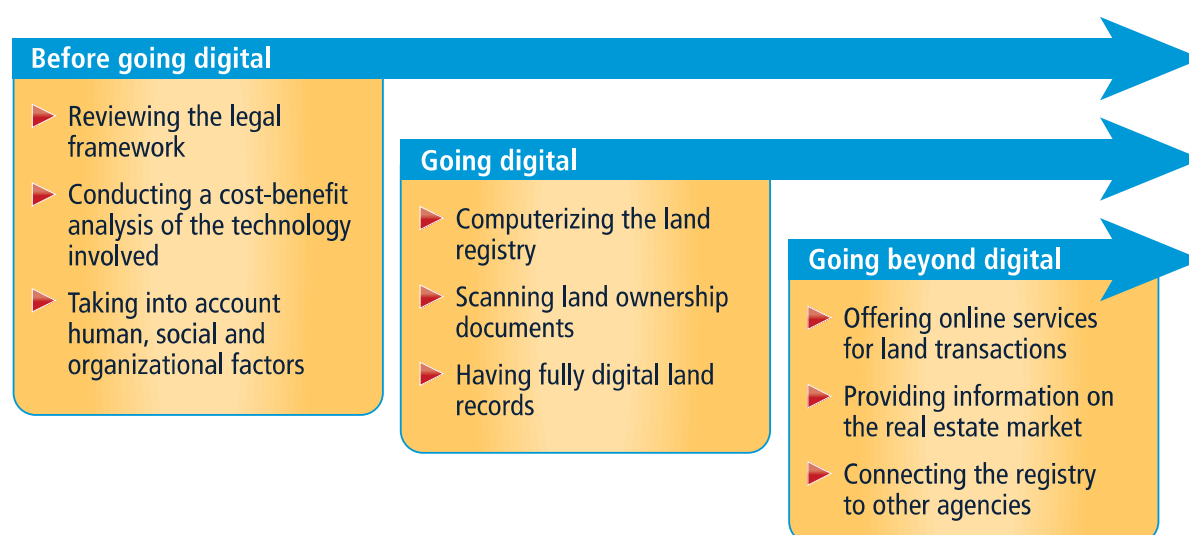 Before going digital
Reviewing the legal
framework
Conducting a cost-benefit
analysis of the technology
involved
Taking into account
human, social and
organizational factors
Going digital
Computerizing the land
registry
Scanning land ownership
documents
Having fully digital land
records
Going beyond digital
Offering online services
for land transactions
Providing information on
the real estate market
Connecting the registry
to other agencies